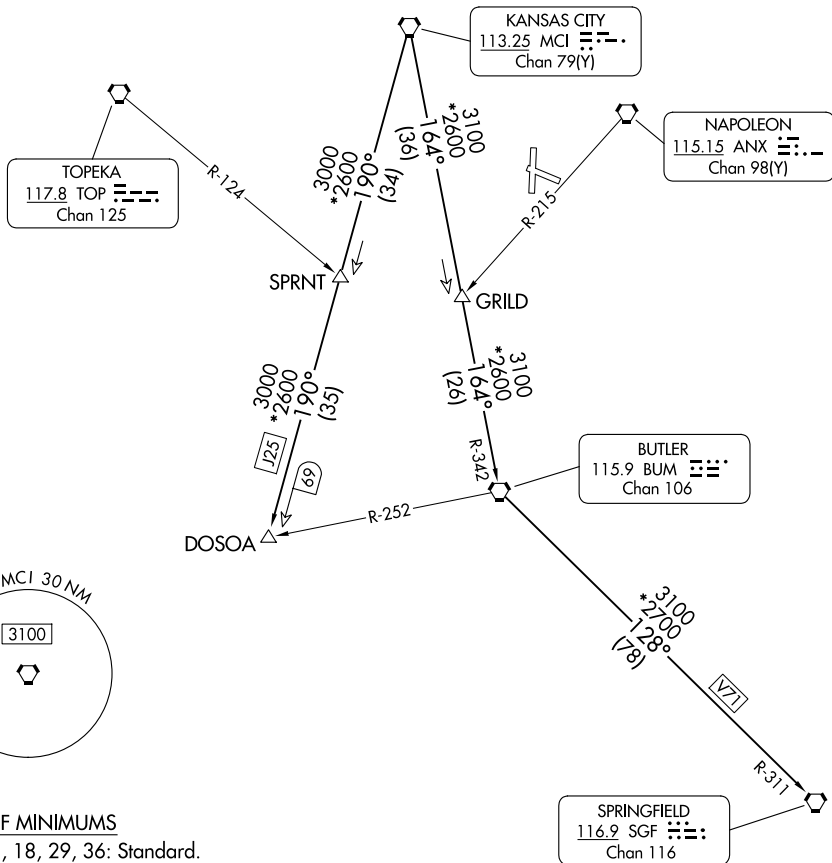 KANSAS CITY
113.25 MCI
Chan 79(Y)
NAPOLEON
115.15 ANX
Chan 98(Y)
TOPEKA
117.8 TOP
Chan 125
R-124
3000
*2600
190°
(34)
3100
*2600
164°
(36)
R-215
SPRNT
GRILD
3000
*2600
190°
(35)
3100
*2600
164°
(26)
J25
69
R-342
BUTLER
115.9 BUM
Chan 106
R-252
DOSOA
MCI 30 NM
3100
3100
*2700
128°
(78)
V71
R-311
SPRINGFIELD
116.9 SGF
Chan 116
F MINIMUMS
, 18, 29, 36: Standard.